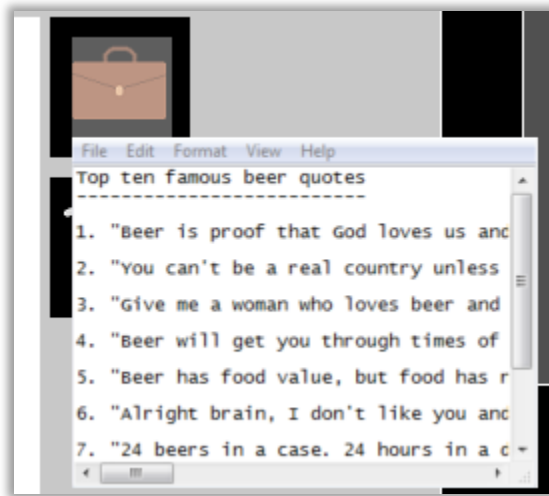 File Edit Format View Help
Top ten famous beer quotes
---------------------------
1. "Beer is proof that God loves us and
2. "You can't be a real country unless
3. "Give me a woman who loves beer and
4. "Beer will get you through times of
5. "Beer has food value, but food has
6. "Alright brain, I don't like you and
7. "24 beers in a case. 24 hours in a